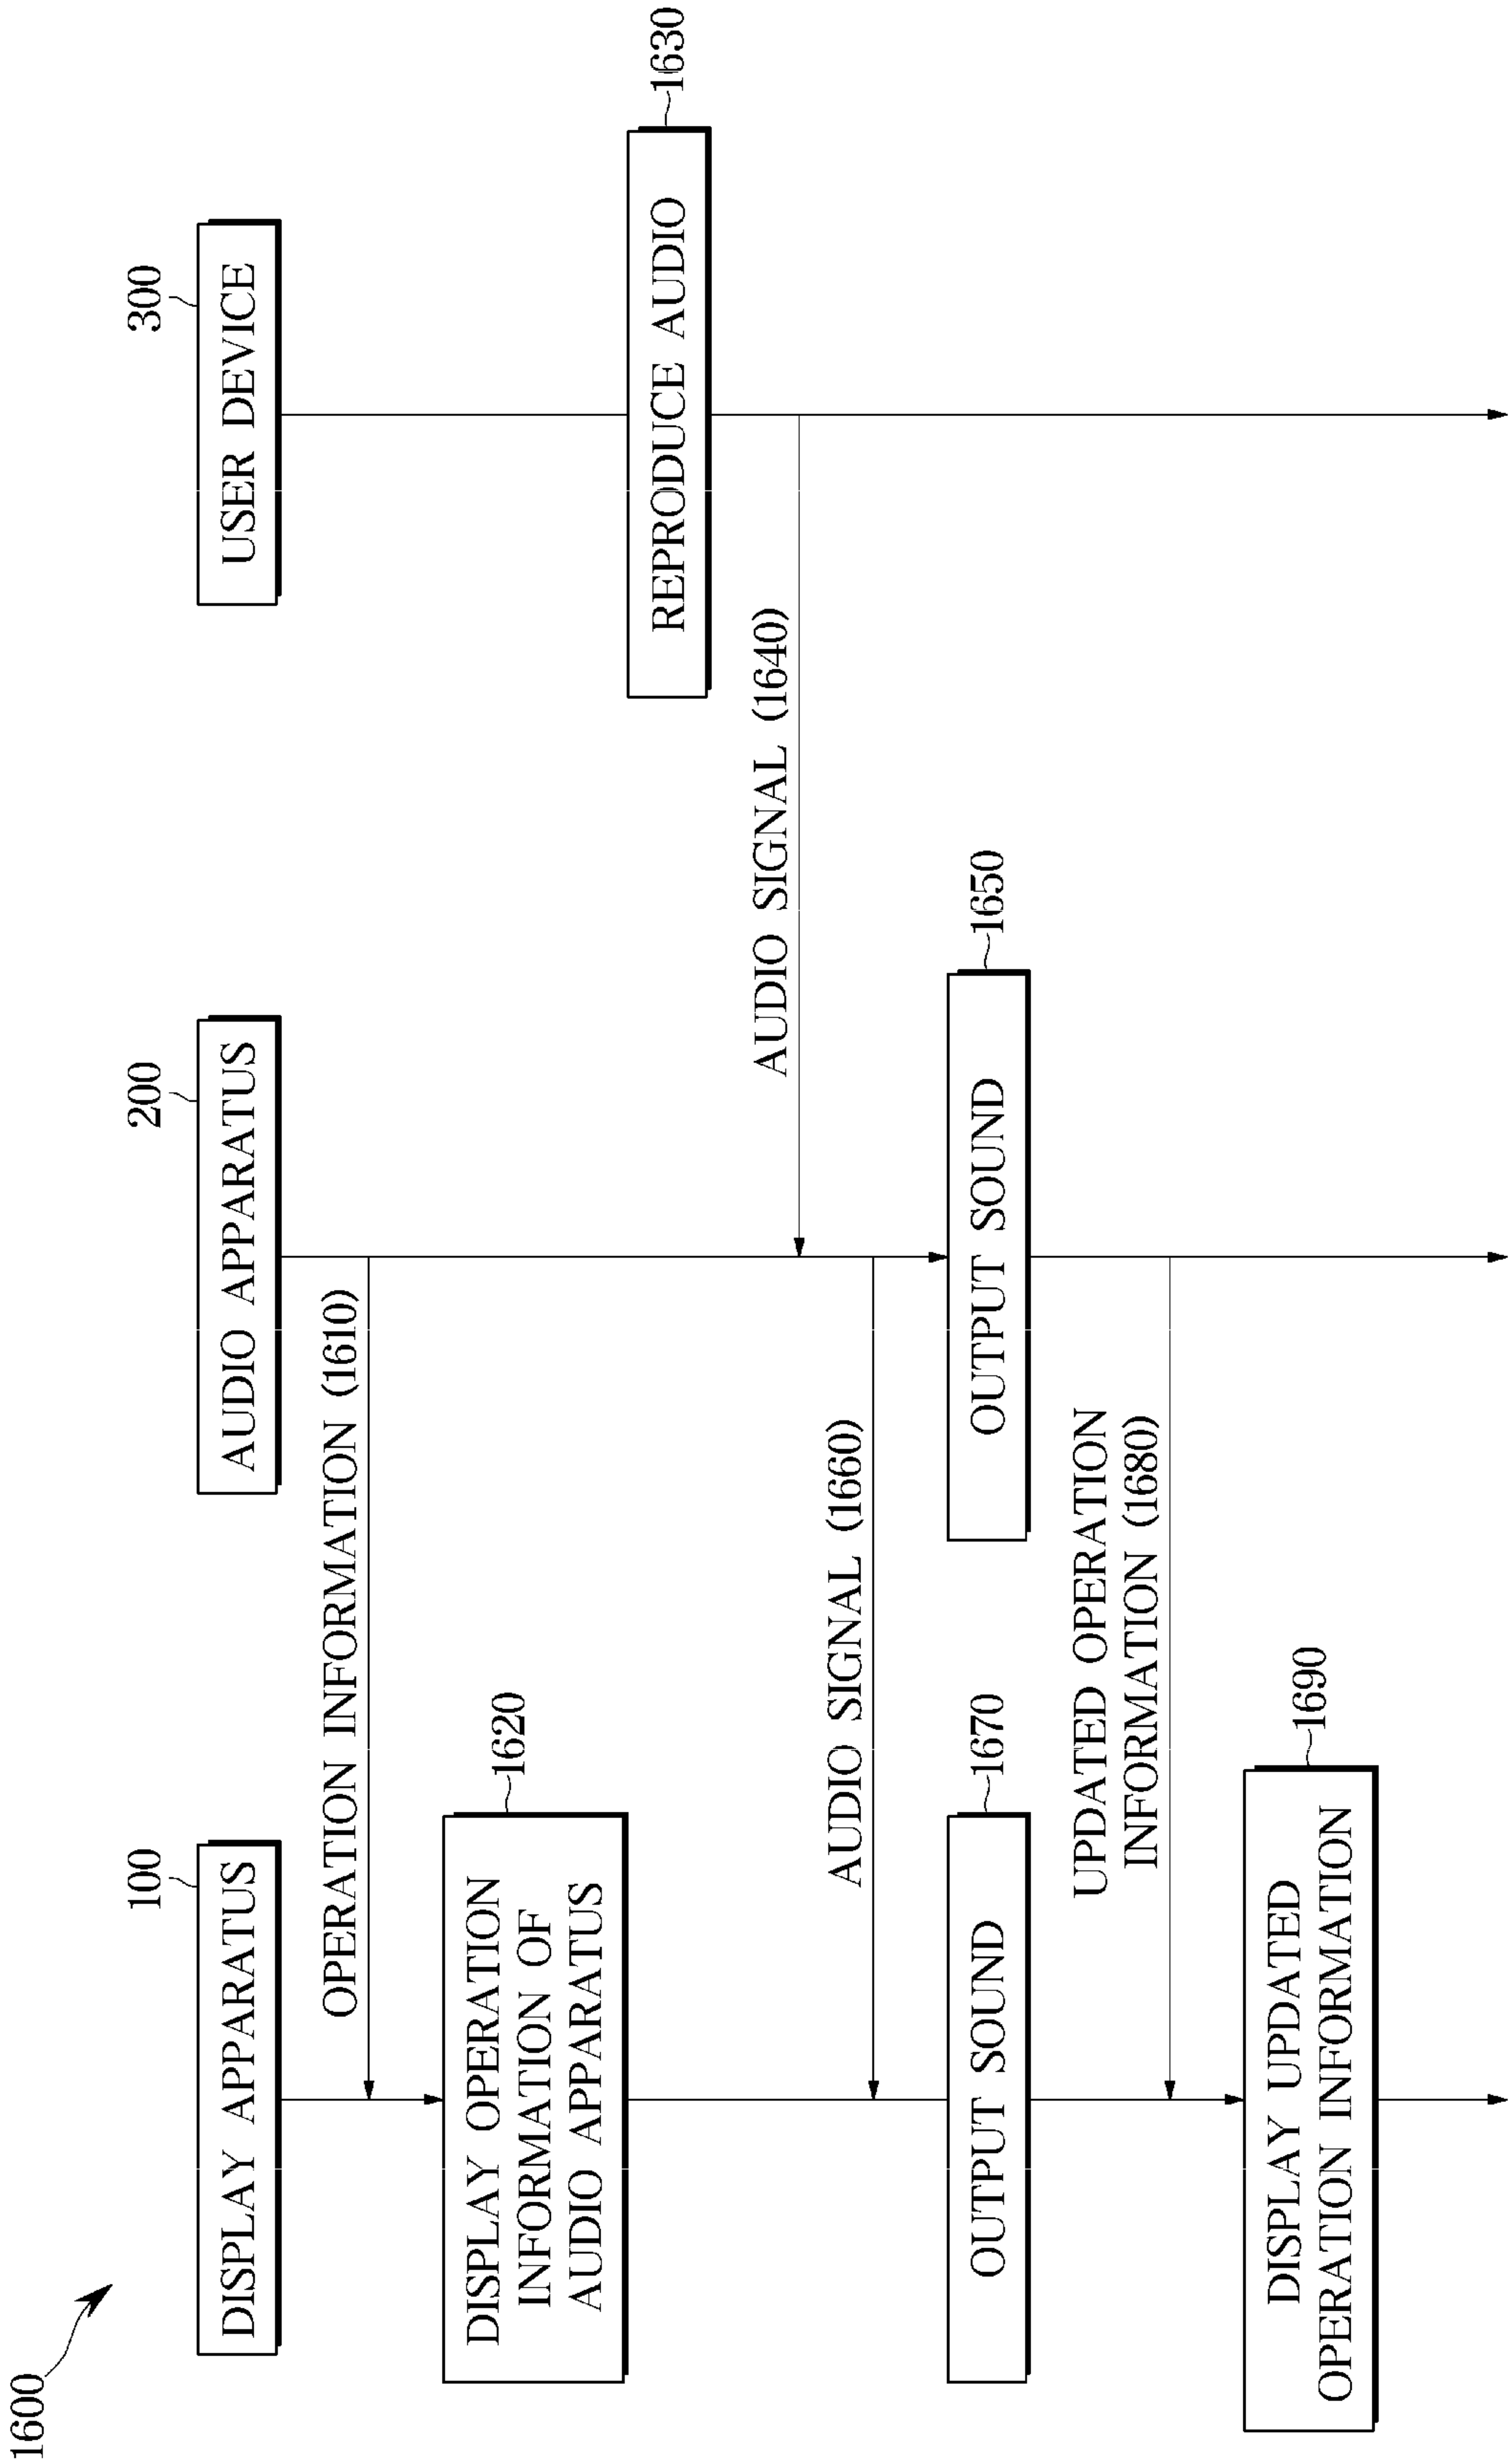 1600
100
DISPLAY APPARATUS
200
AUDIO APPARATUS
300
USER DEVICE
OPERATION INFORMATION (1610)
DISPLAY OPERATION
INFORMATION OF
AUDIO APPARATUS
1620
REPRODUCE AUDIO
1630
AUDIO SIGNAL (1640)
AUDIO SIGNAL (1660)
OUTPUT SOUND
1670
OUTPUT SOUND
1650
UPDATED OPERATION
INFORMATION (1680)
DISPLAY UPDATED
OPERATION INFORMATION
1690